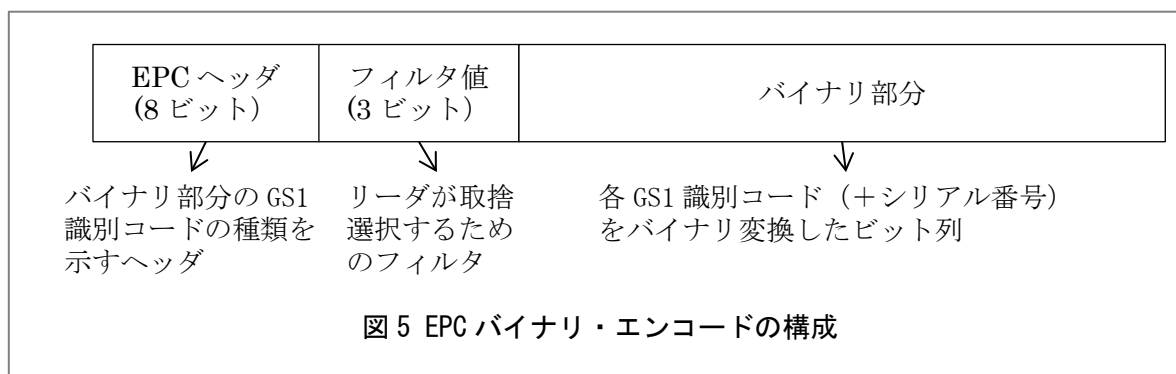 EPC ヘッダ
(8 ビット)
フィルタ値
(3 ビット)
バイナリ部分
バイナリ部分の GS1
識別コードの種類を
示すヘッダ
リーダが取捨
選択するため
のフィルタ
各 GS1 識別コード（＋シリアル番号）
をバイナリ変換したビット列
図 5 EPC バイナリ・エンコードの構成